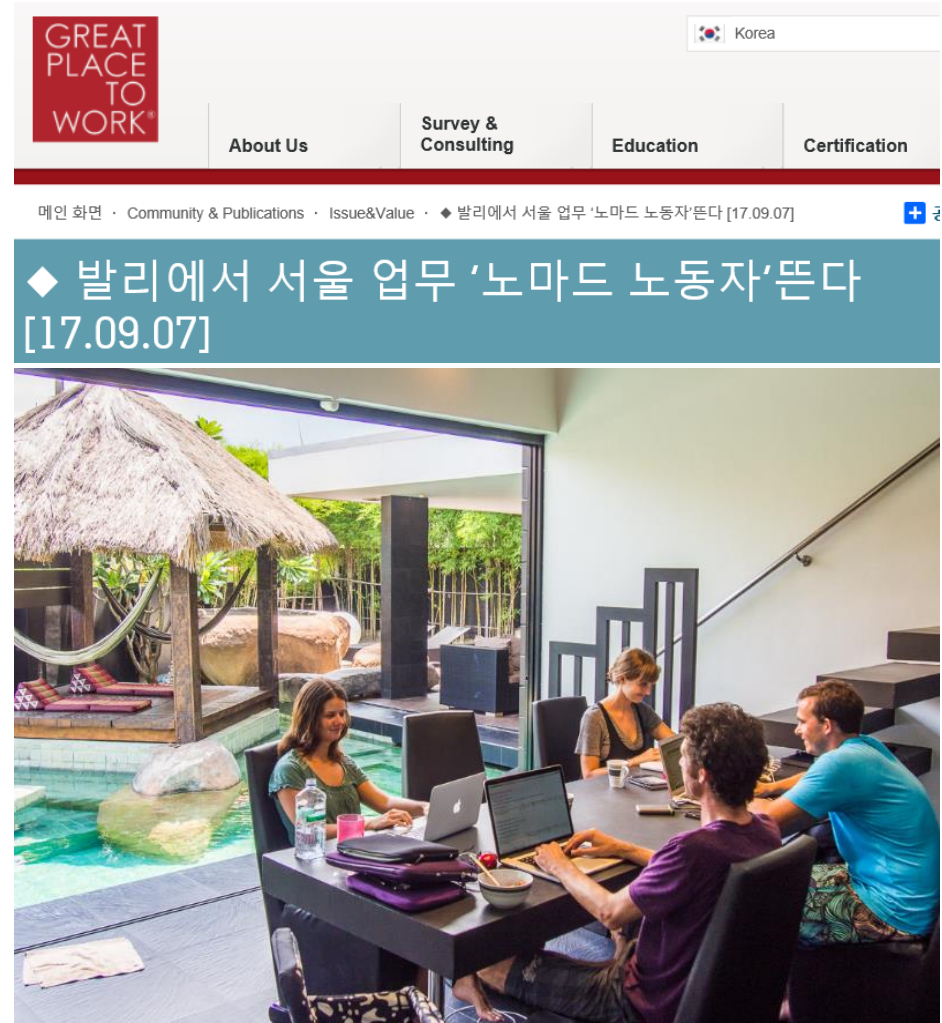 GREAT
PLACE
TO
WORK®
Korea
About Us
Survey &
Consulting
Education
Certification
메인 화면 · Community & Publications · Issue&Value · ◆ 발리에서 서울 업무 ‘노마드 노동자’뜬다 [17.09.07]
◆ 발리에서 서울 업무 ‘노마드 노동자’뜬다
[17.09.07]